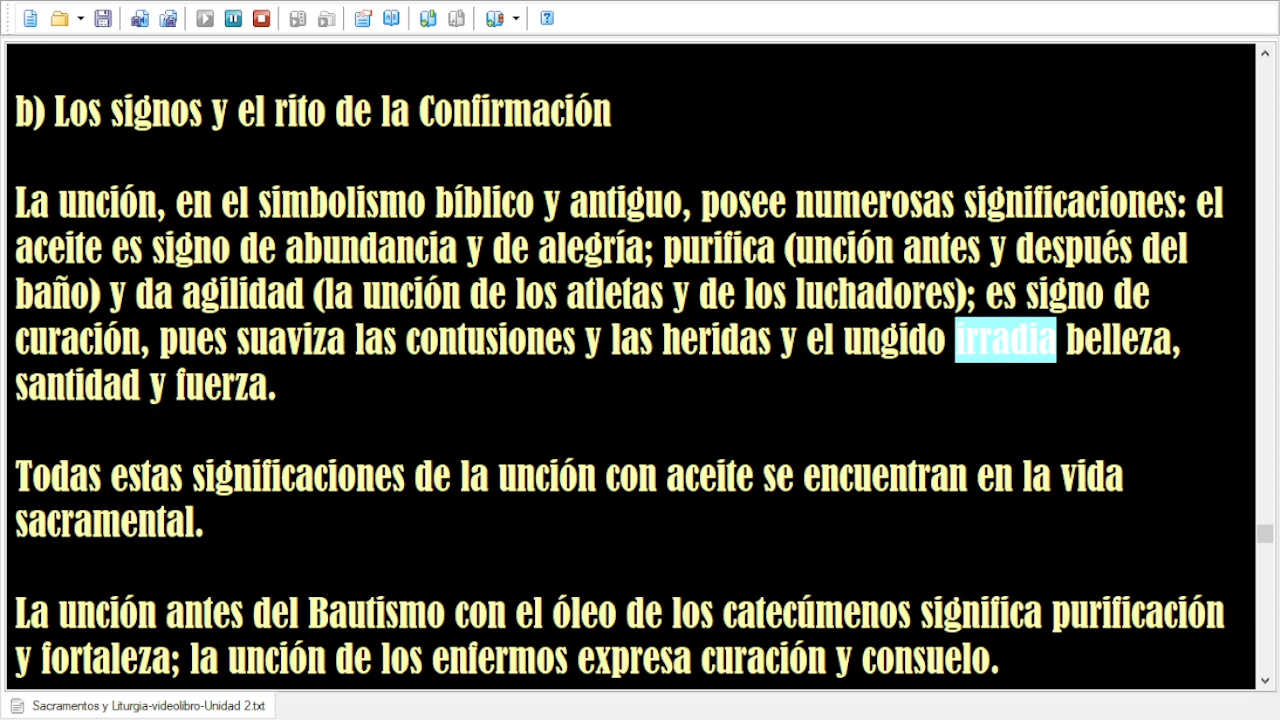 b) Los signos y el rito de la Confirmación
La unción, en el simbolismo bíblico y antiguo, posee numerosas significaciones: el
aceite es signo de abundancia y de alegría; purifica (unción antes y después del
baño) y da agilidad (la unción de los atletas y de los luchadores); es signo de
curación, pues suaviza las contusiones y las heridas y el ungido irradia belleza,
santidad y fuerza.
Todas estas significaciones de la unción con aceite se encuentran en la vida
sacramental.
La unción antes del Bautismo con el óleo de los catecúmenos significa purificación
y fortaleza; la unción de los enfermos expresa curación y consuelo.
Sacramentos y Liturgia-videolibro-Unidad 2.txt